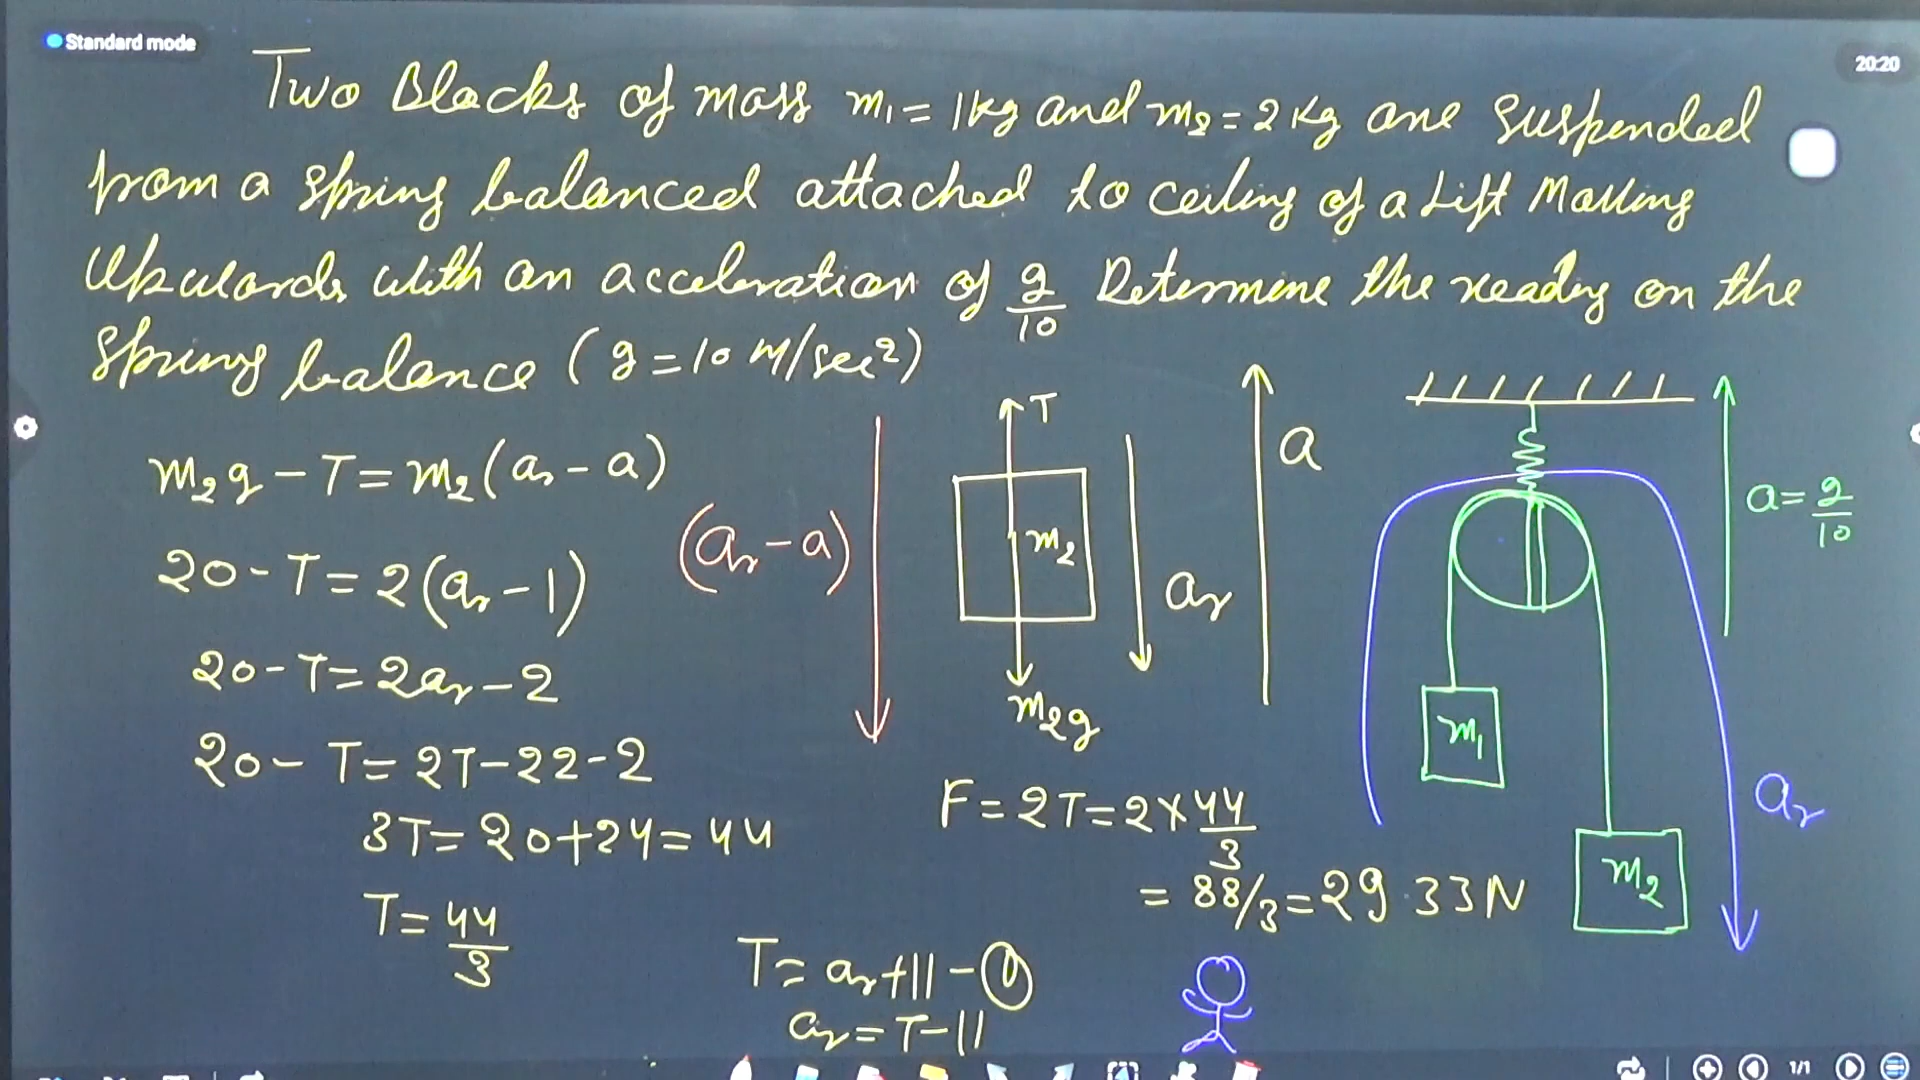 Standard mode
20:20
Two Blocks of mass m₁ = 1kg and m₂ = 2 Kg are suspended
from a spring balanced attached to ceiling of a Lift Moving
Upwards with an acceleration of g/10 Determine the reading on the
Spring balance (g = 10 M/sec²)
m₂g - T = m₂(aᵣ - a)
20 - T = 2(aᵣ - 1)
20 - T = 2aᵣ - 2
20 - T = 2T - 22 - 2
3T = 20 + 24 = 44
T = 44/3
(aᵣ - a)
T
m₂
m₂g
aᵣ
a
F = 2T = 2 × 44/3
= 88/3 = 29.33N
T = aᵣ + 11 - ①
aᵣ = T - 11
a = g/10
m₁
m₂
aᵣ
1/1